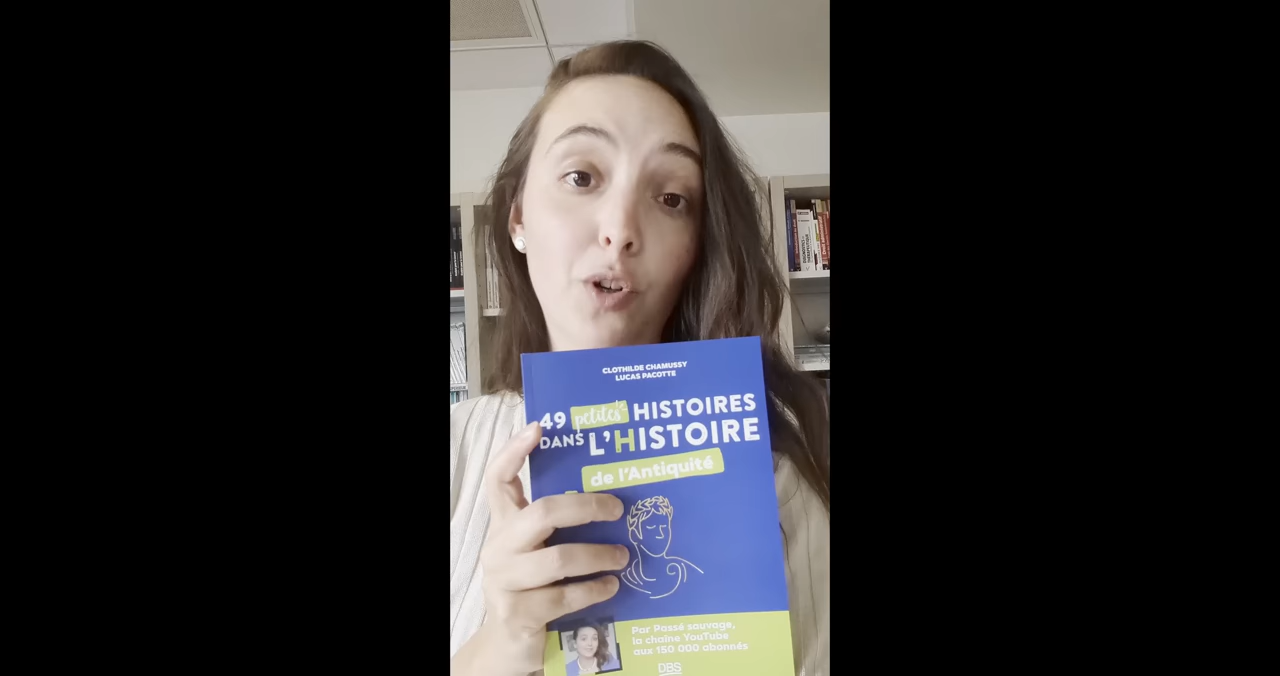 CLOTHILDE CHAMUSSY
LUCAS PACOTTE
49 petites HISTOIRES
DANS L'HISTOIRE
de l'Antiquité
Par Passé sauvage,
la chaîne YouTube
aux 150 000 abonnés
DBS